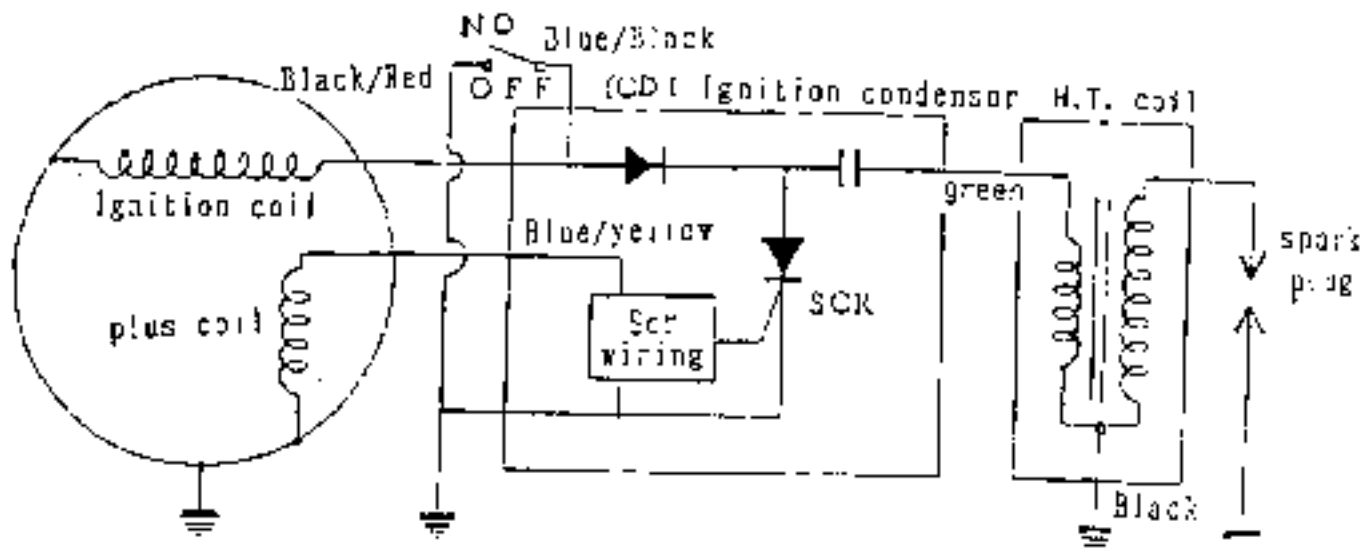 NO
Blue/Black
Black/Red
OFF
(CDI Ignition condensor
H.T. coil
Ignition coil
green
Blue/yellow
spark
plug
SCR
plus coil
Scr
wiring
Black